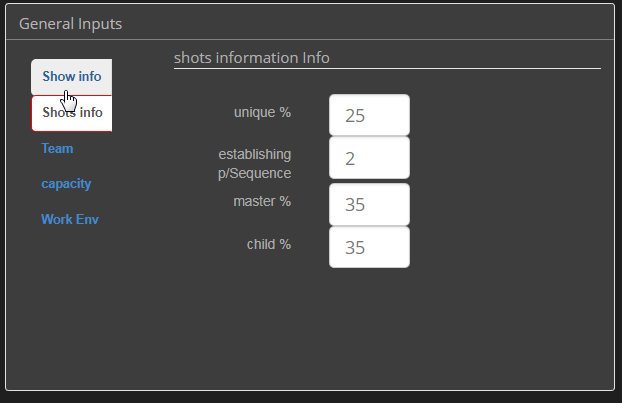 General Inputs
Show info
Shots info
Team
capacity
Work Env
shots information Info
unique %
25
establishing
p/Sequence
2
master %
35
child %
35